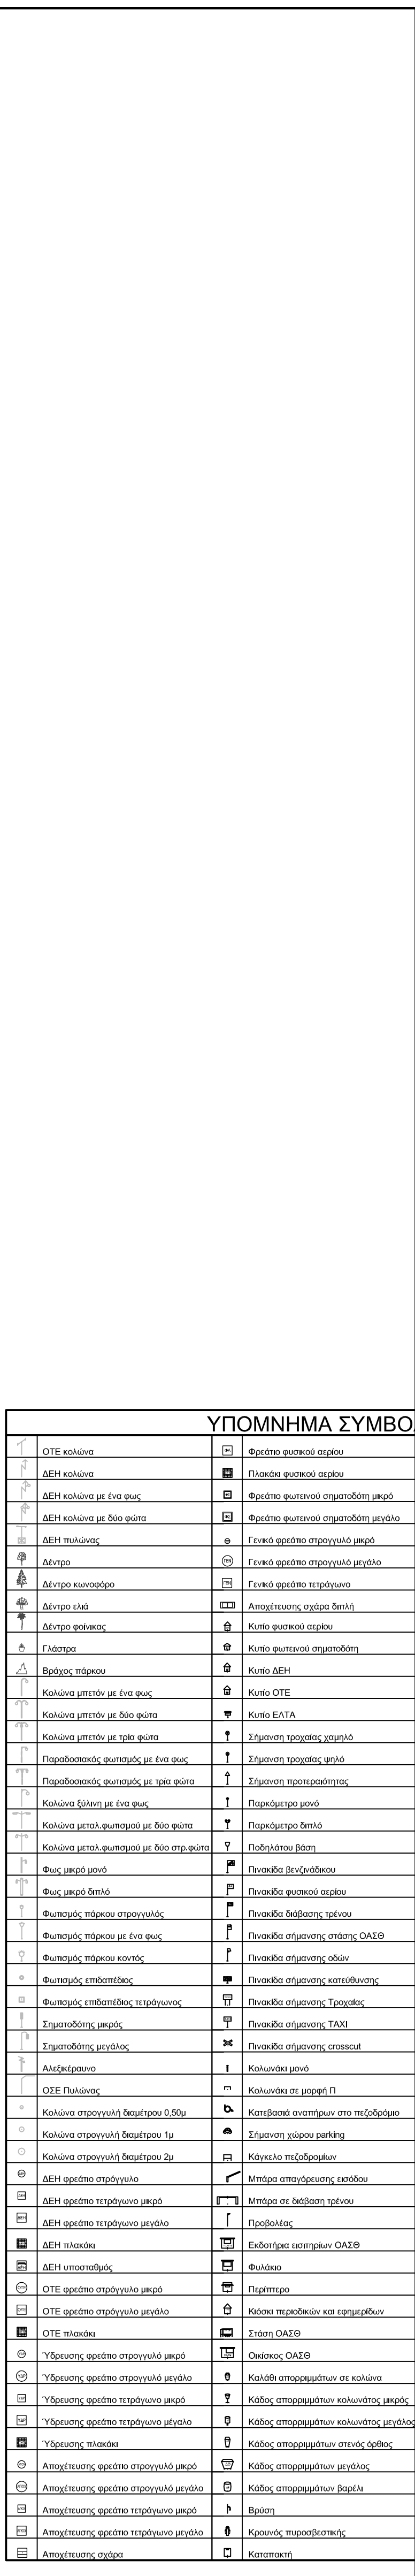 ΥΠΟΜΝΗΜΑ ΣΥΜΒΟ
ΟΤΕ κολώνα
ΔΕΗ κολώνα
ΔΕΗ κολώνα με ένα φως
ΔΕΗ κολώνα με δύο φώτα
ΔΕΗ πυλώνας
Δέντρο
Δέντρο κωνοφόρο
Δέντρο ελιά
Δέντρο φοίνικας
Γλάστρα
Βράχος πάρκου
Κολώνα μπετόν με ένα φως
Κολώνα μπετόν με δύο φώτα
Κολώνα μπετόν με τρία φώτα
Παραδοσιακός φωτισμός με ένα φως
Παραδοσιακός φωτισμός με τρία φώτα
Κολώνα ξύλινη με ένα φως
Κολώνα μεταλ.φωτισμού με δύο φώτα
Κολώνα μεταλ.φωτισμού με δύο στρ.φώτα
Φως μικρό μονό
Φως μικρό διπλό
Φωτισμός πάρκου στρογγυλός
Φωτισμός πάρκου με ένα φως
Φωτισμός πάρκου κοντός
Φωτισμός επιδαπέδιος
Φωτισμός επιδαπέδιος τετράγωνος
Σηματοδότης μικρός
Σηματοδότης μεγάλος
Αλεξικέραυνο
ΟΣΕ Πυλώνας
Κολώνα στρογγυλή διαμέτρου 0,50μ
Κολώνα στρογγυλή διαμέτρου 1μ
Κολώνα στρογγυλή διαμέτρου 2μ
ΔΕΗ φρεάτιο στρόγγυλο
ΔΕΗ φρεάτιο τετράγωνο μικρό
ΔΕΗ φρεάτιο τετράγωνο μεγάλο
ΔΕΗ πλακάκι
ΔΕΗ υποσταθμός
ΟΤΕ φρεάτιο στρόγγυλο μικρό
ΟΤΕ φρεάτιο στρόγγυλο μεγάλο
ΟΤΕ πλακάκι
Ύδρευσης φρεάτιο στρογγυλό μικρό
Ύδρευσης φρεάτιο στρογγυλό μεγάλο
Ύδρευσης φρεάτιο τετράγωνο μικρό
Ύδρευσης φρεάτιο τετράγωνο μέγαλο
Ύδρευσης πλακάκι
Αποχέτευσης φρεάτιο στρογγυλό μικρό
Αποχέτευσης φρεάτιο στρογγυλό μεγάλο
Αποχέτευσης φρεάτιο τετράγωνο μικρό
Αποχέτευσης φρεάτιο τετράγωνο μεγάλο
Αποχέτευσης σχάρα
Φρεάτιο φυσικού αερίου
Πλακάκι φυσικού αερίου
Φρεάτιο φωτεινού σηματοδότη μικρό
Φρεάτιο φωτεινού σηματοδότη μεγάλο
Γενικό φρεάτιο στρογγυλό μικρό
Γενικό φρεάτιο στρογγυλό μεγάλο
Γενικό φρεάτιο τετράγωνο
Αποχέτευσης σχάρα διπλή
Κυτίο φυσικού αερίου
Κυτίο φωτεινού σηματοδότη
Κυτίο ΔΕΗ
Κυτίο ΟΤΕ
Κυτίο ΕΛΤΑ
Σήμανση τροχαίας χαμηλό
Σήμανση τροχαίας ψηλό
Σήμανση προτεραιότητας
Παρκόμετρο μονό
Παρκόμετρο διπλό
Ποδηλάτου βάση
Πινακίδα βενζινάδικου
Πινακίδα φυσικού αερίου
Πινακίδα διάβασης τρένου
Πινακίδα σήμανσης στάσης ΟΑΣΘ
Πινακίδα σήμανσης οδών
Πινακίδα σήμανσης κατεύθυνσης
Πινακίδα σήμανσης Τροχαίας
Πινακίδα σήμανσης ΤΑΧΙ
Πινακίδα σήμανσης crosscut
Κολωνάκι μονό
Κολωνάκι σε μορφή Π
Κατεβασιά αναπήρων στο πεζοδρόμιο
Σήμανση χώρου parking
Κάγκελο πεζοδρομίων
Μπάρα απαγόρευσης εισόδου
Μπάρα σε διάβαση τρένου
Προβολέας
Εκδοτήρια εισιτηρίων ΟΑΣΘ
Φυλάκιο
Περίπτερο
Κιόσκι περιοδικών και εφημερίδων
Στάση ΟΑΣΘ
Οικίσκος ΟΑΣΘ
Καλάθι απορριμμάτων σε κολώνα
Κάδος απορριμμάτων κολωνάτος μικρός
Κάδος απορριμμάτων κολωνάτος μεγάλος
Κάδος απορριμμάτων στενός όρθιος
Κάδος απορριμμάτων μεγάλος
Κάδος απορριμμάτων βαρέλι
Βρύση
Κρουνός πυροσβεστικής
Καταπακτή